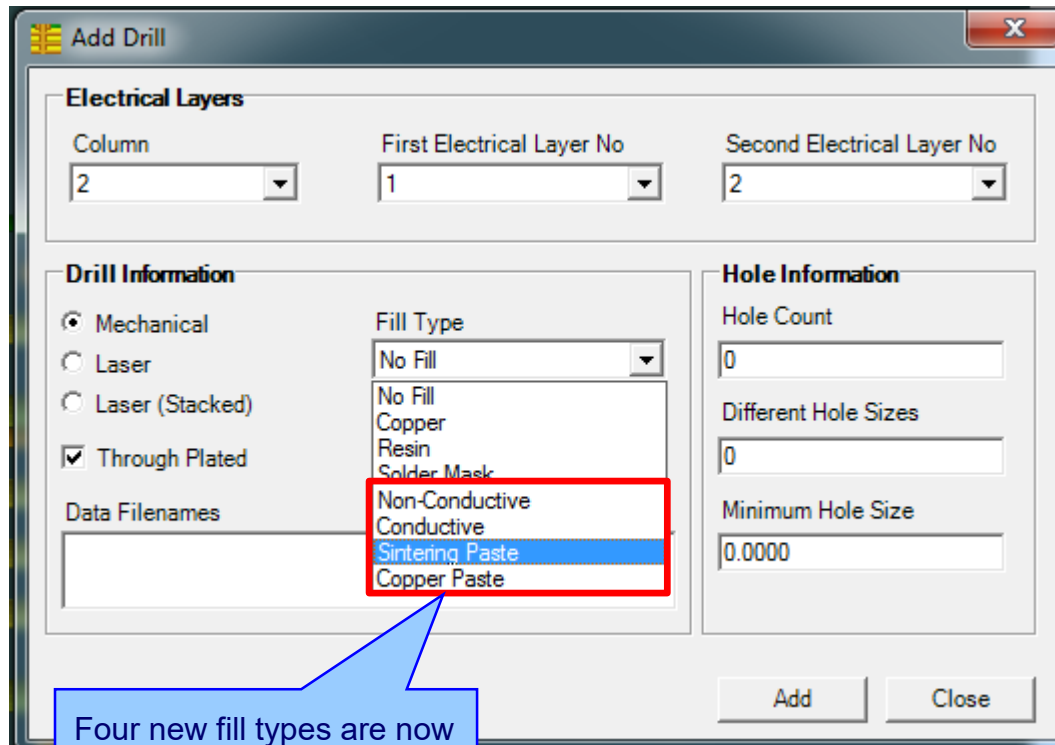 Add Drill
Electrical Layers
Column
First Electrical Layer No
Second Electrical Layer No
2
1
2
Drill Information
Mechanical
Laser
Laser (Stacked)
Through Plated
Data Filenames
Fill Type
No Fill
No Fill
Copper
Resin
Solder Mask
Non-Conductive
Conductive
Sintering Paste
Copper Paste
Hole Information
Hole Count
0
Different Hole Sizes
0
Minimum Hole Size
0.0000
Add
Close
Four new fill types are now